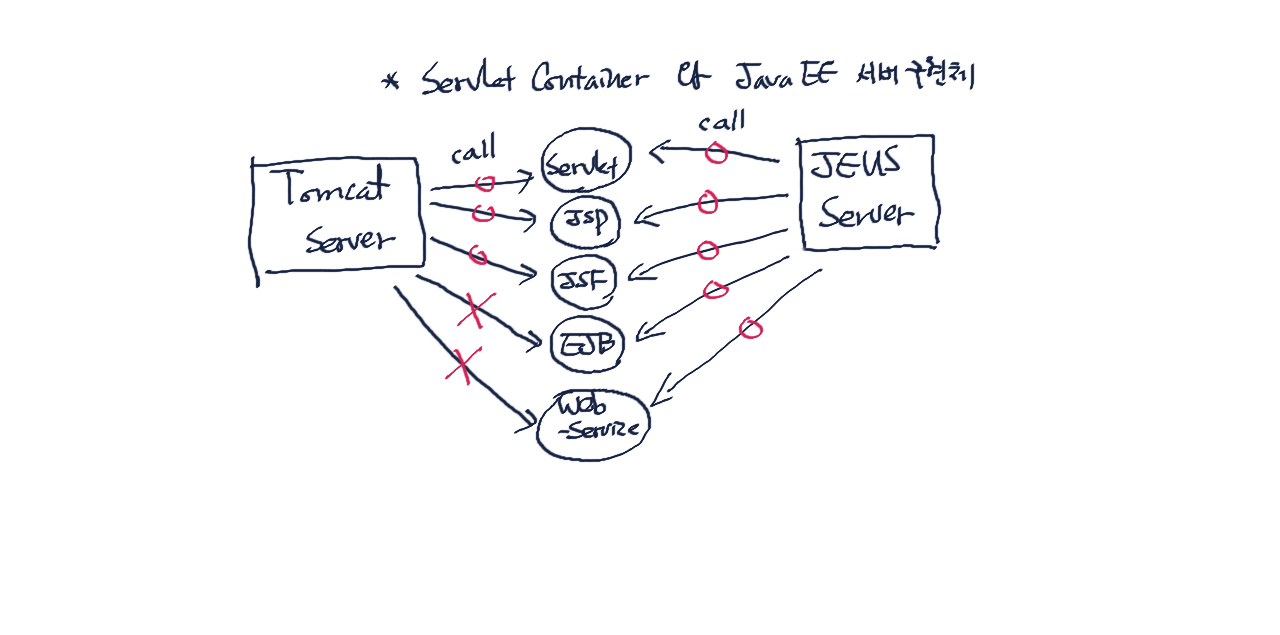 * Servlet Container 와 Java EE 서버 구현체
call
call
Tomcat
Server
Servlet
JSP
JSF
EJB
Web
-Service
JEUS
Server